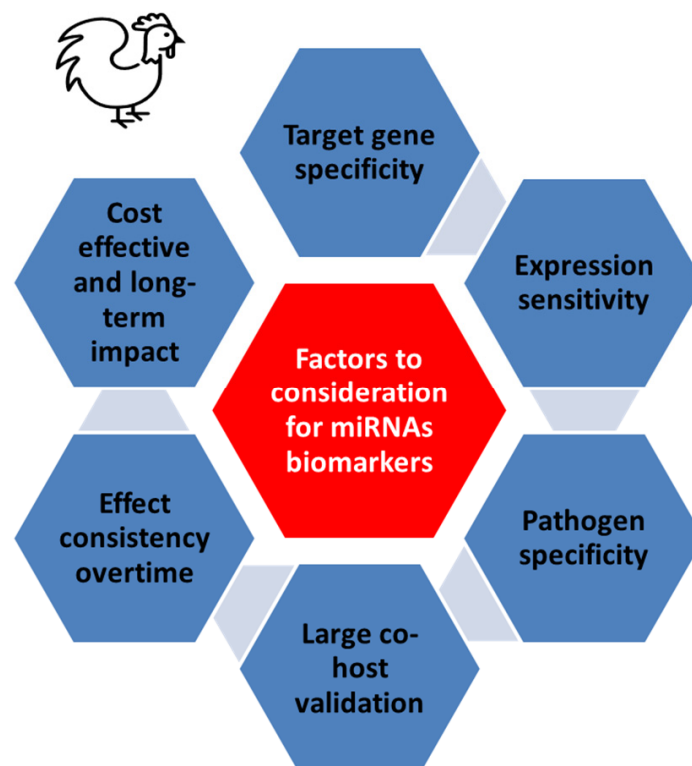 Target gene
specificity
Expression
sensitivity
Pathogen
specificity
Large co-
host
validation
Effect
consistency
overtime
Cost
effective
and long-
term
impact
Factors to
consideration
for miRNAs
biomarkers